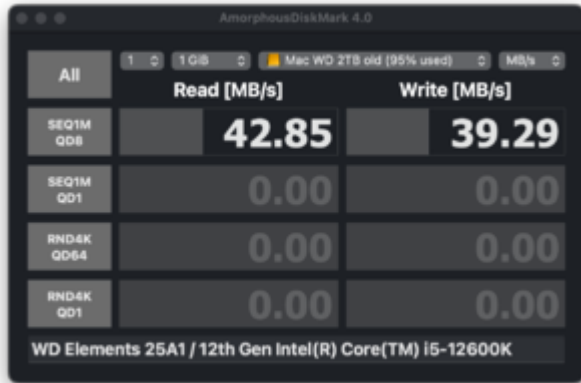 AmorphousDiskMark 4.0
All
1 1 GiB Mac WD 2TB old (95% used) MB/s
Read [MB/s] Write [MB/s]
SEQ1M
QD8
42.85 39.29
SEQ1M
QD1
0.00 0.00
RND4K
QD64
0.00 0.00
RND4K
QD1
0.00 0.00
WD Elements 25A1 / 12th Gen Intel(R) Core(TM) i5-12600K